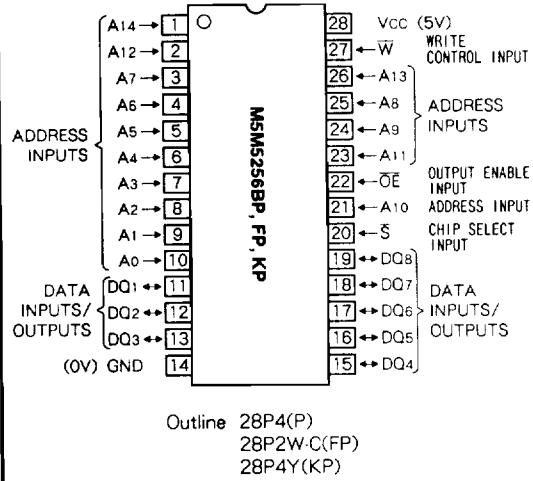 A14 → 1
A12 → 2
A7 → 3
A6 → 4
A5 → 5
A4 → 6
A3 → 7
A2 → 8
A1 → 9
A0 → 10
ADDRESS
INPUTS
DQ1 ↔ 11
DQ2 ↔ 12
DQ3 ↔ 13
DATA
INPUTS/
OUTPUTS
(0V) GND 14
M5M5256BP, FP, KP
28 Vcc (5V)
27 ← W̅ WRITE
CONTROL INPUT
26 ← A13
25 ← A8
24 ← A9
23 ← A11
ADDRESS
INPUTS
22 ← O̅E̅ OUTPUT ENABLE
INPUT
21 ← A10 ADDRESS INPUT
20 ← S̅ CHIP SELECT
INPUT
19 ↔ DQ8
18 ↔ DQ7
17 ↔ DQ6
16 ↔ DQ5
15 ↔ DQ4
DATA
INPUTS/
OUTPUTS
Outline 28P4(P)
28P2W-C(FP)
28P4Y(KP)